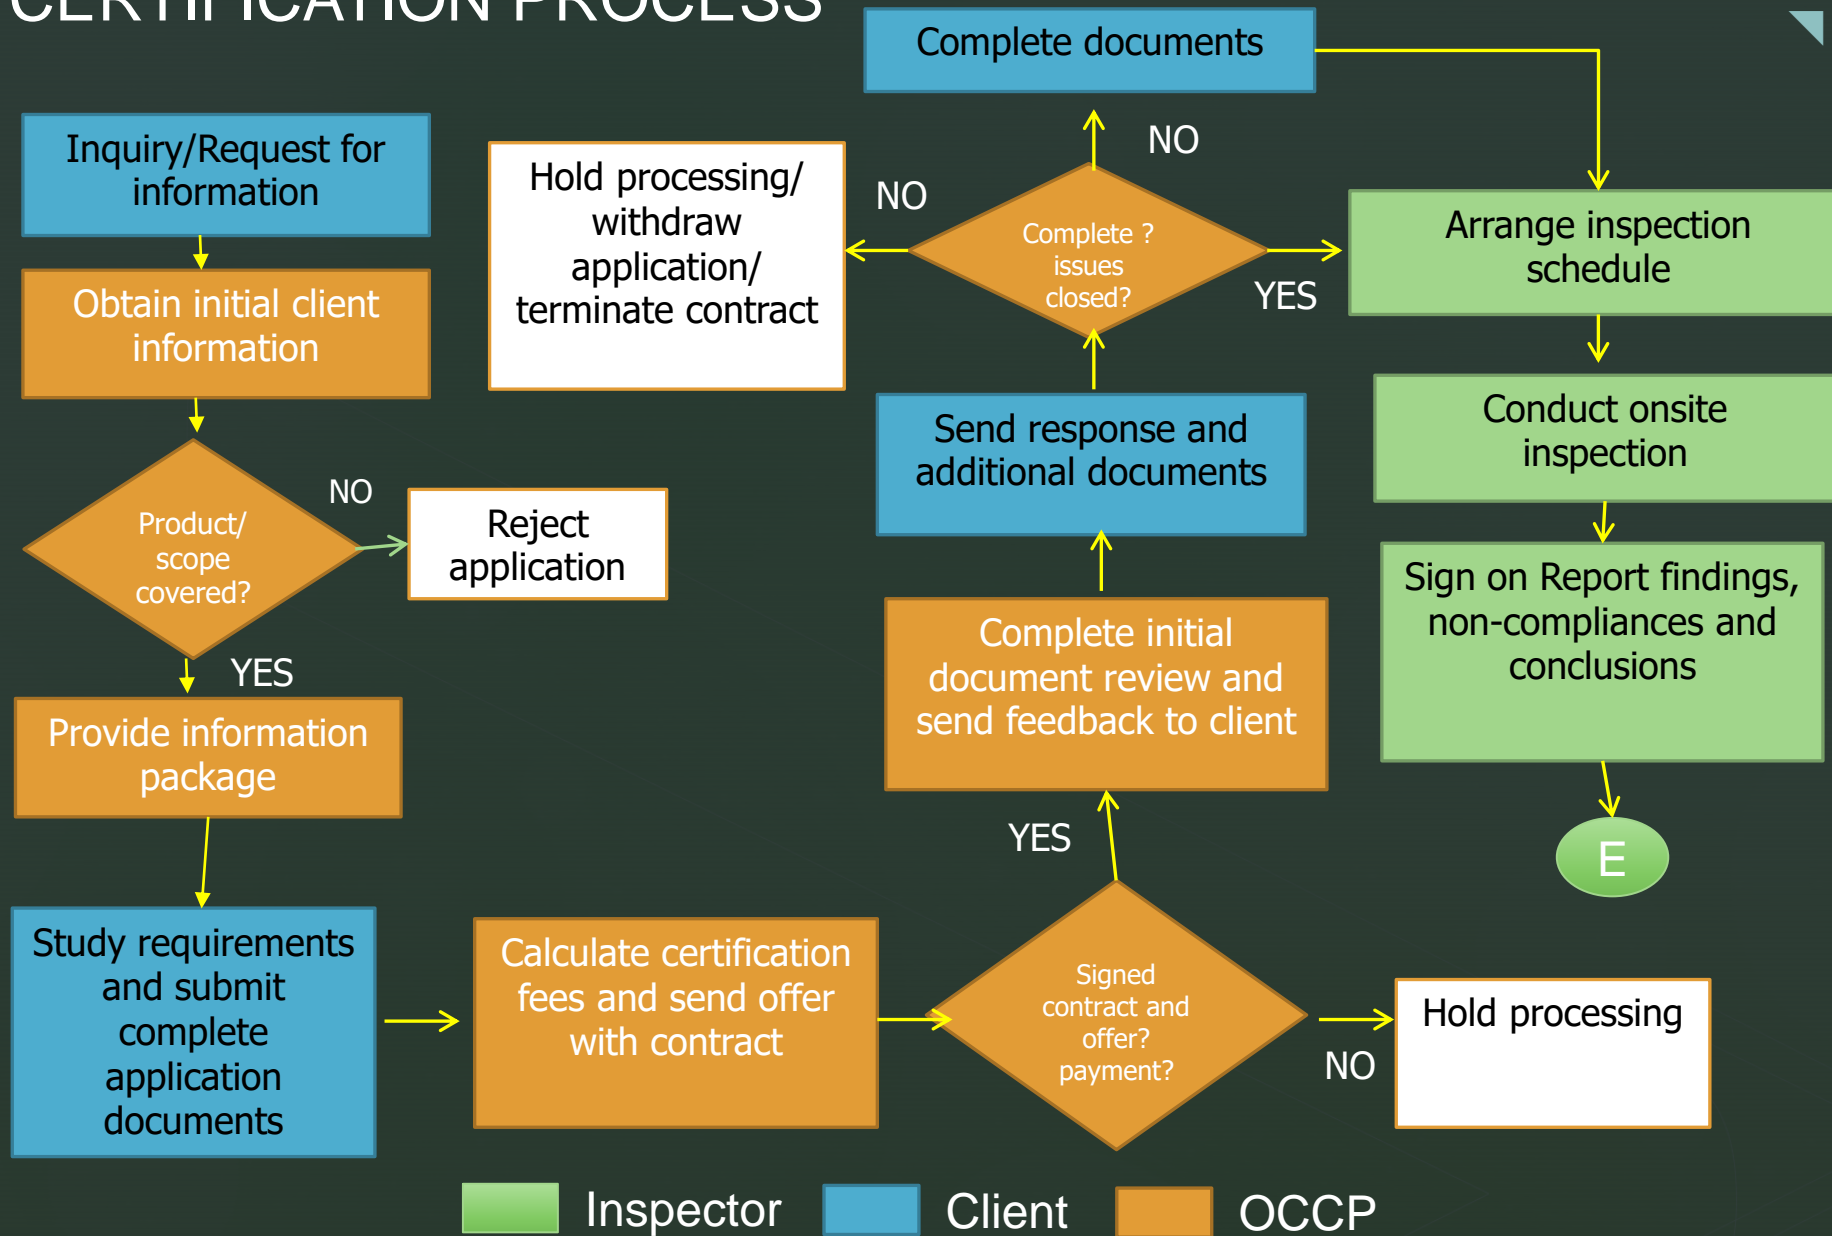 CERTIFICATION PROCESS
Inquiry/Request for
information
Obtain initial client
information
Product/
scope
covered?
NO
Reject
application
YES
Provide information
package
Study requirements
and submit
complete
application
documents
Calculate certification
fees and send offer
with contract
Signed
contract and
offer?
payment?
NO
Hold processing
YES
Complete initial
document review and
send feedback to client
Send response and
additional documents
Complete ?
issues
closed?
NO
Hold processing/
withdraw
application/
terminate contract
NO
Complete documents
YES
Arrange inspection
schedule
Conduct onsite
inspection
Sign on Report findings,
non-compliances and
conclusions
E
Inspector
Client
OCCP